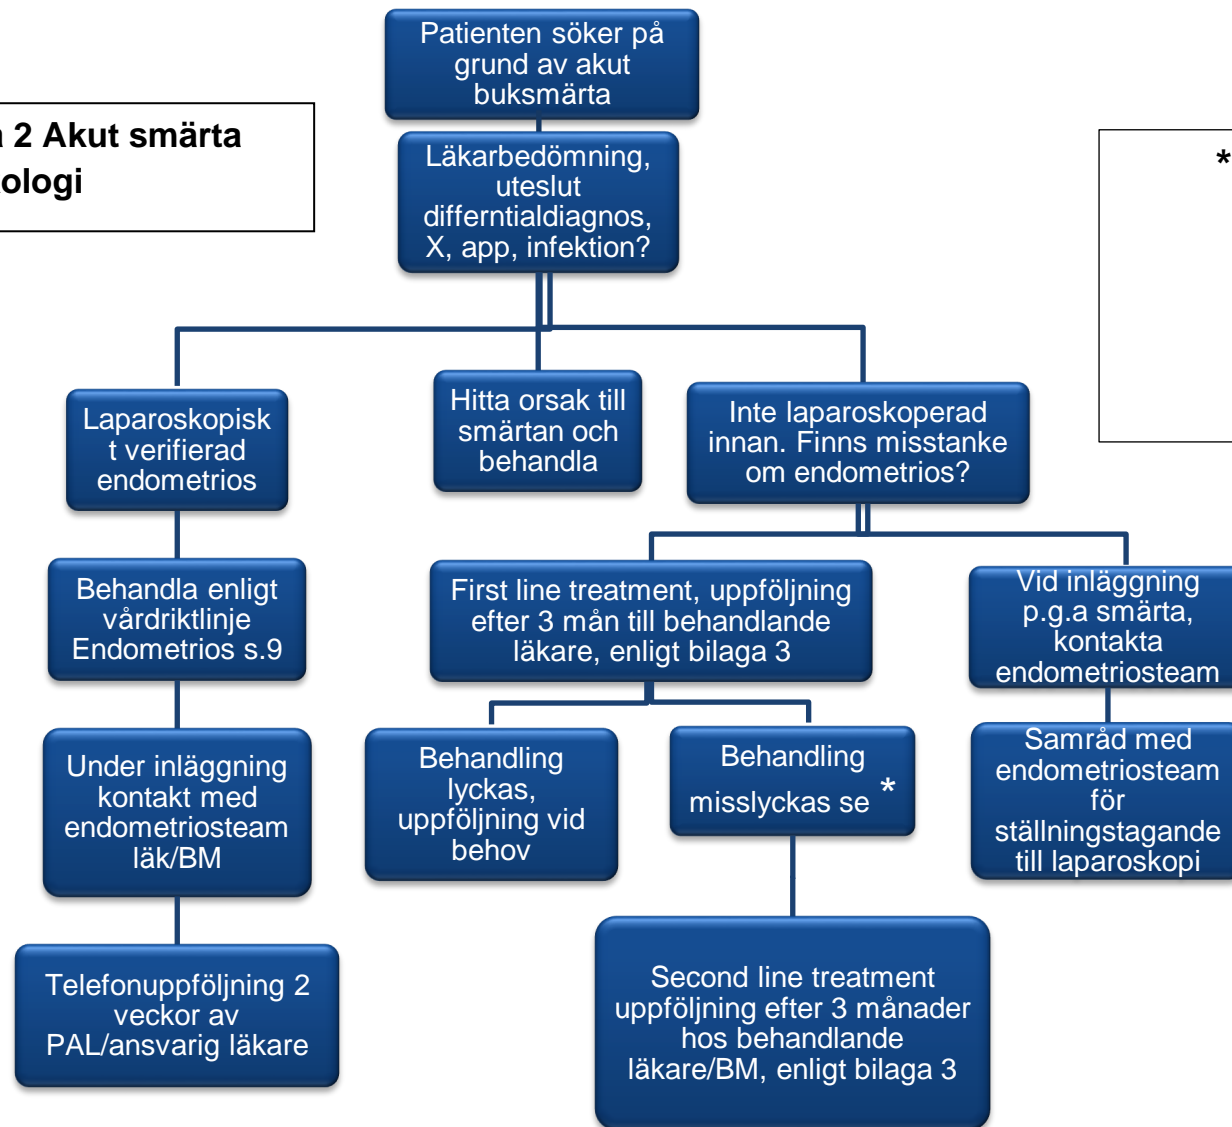 Patienten söker på
grund av akut
buksmärta
2 Akut smärta
ologi
*
Läkarbedömning,
uteslut
differntialdiagnos,
X, app, infektion?
Laparoskopisk
t verifierad
endometrios
Hitta orsak till
smärtan och
behandla
Inte laparoskoperad
innan. Finns misstanke
om endometrios?
Behandla enligt
vårdriktlinje
Endometrios s.9
First line treatment, uppföljning
efter 3 mån till behandlande
läkare, enligt bilaga 3
Vid inläggning
p.g.a smärta,
kontakta
endometriosteam
Under inläggning
kontakt med
endometriosteam
läk/BM
Behandling
lyckas,
uppföljning vid
behov
Behandling
misslyckas se *
Samråd med
endometriosteam
för
ställningstagande
till laparoskopi
Telefonuppföljning 2
veckor av
PAL/ansvarig läkare
Second line treatment
uppföljning efter 3 månader
hos behandlande
läkare/BM, enligt bilaga 3